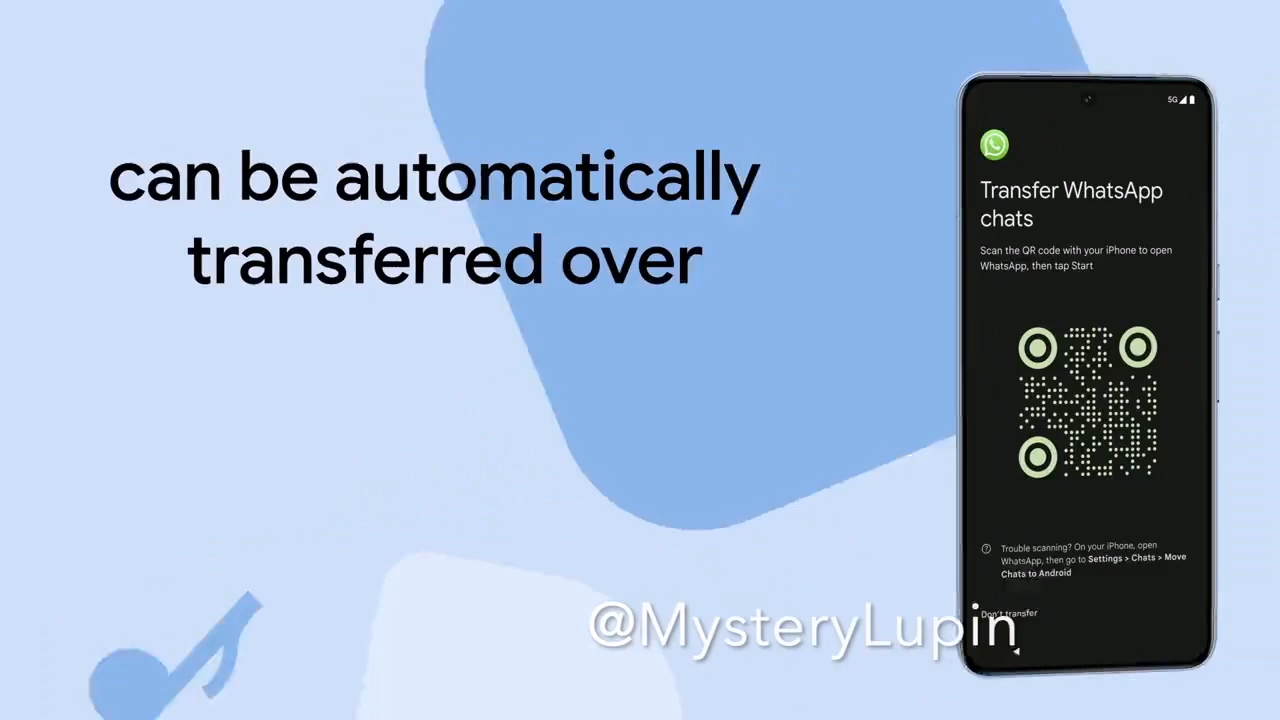 can be automatically
transferred over
5G
Transfer WhatsApp
chats
Scan the QR code with your iPhone to open
WhatsApp, then tap Start
Trouble scanning? On your iPhone, open
WhatsApp, then go to Settings > Chats > Move
Chats to Android
Don't transfer
@MysteryLupin